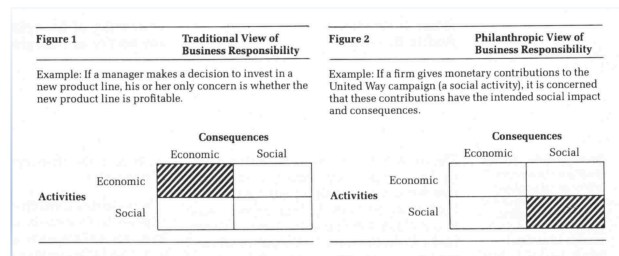 Figure 1 Traditional View of
Business Responsibility
Example: If a manager makes a decision to invest in a
new product line, his or her only concern is whether the
new product line is profitable.
Consequences
Economic Social
Economic
Activities
Social
Figure 2 Philanthropic View of
Business Responsibility
Example: If a firm gives monetary contributions to the
United Way campaign (a social activity), it is concerned
that these contributions have the intended social impact
and consequences.
Consequences
Economic Social
Economic
Activities
Social